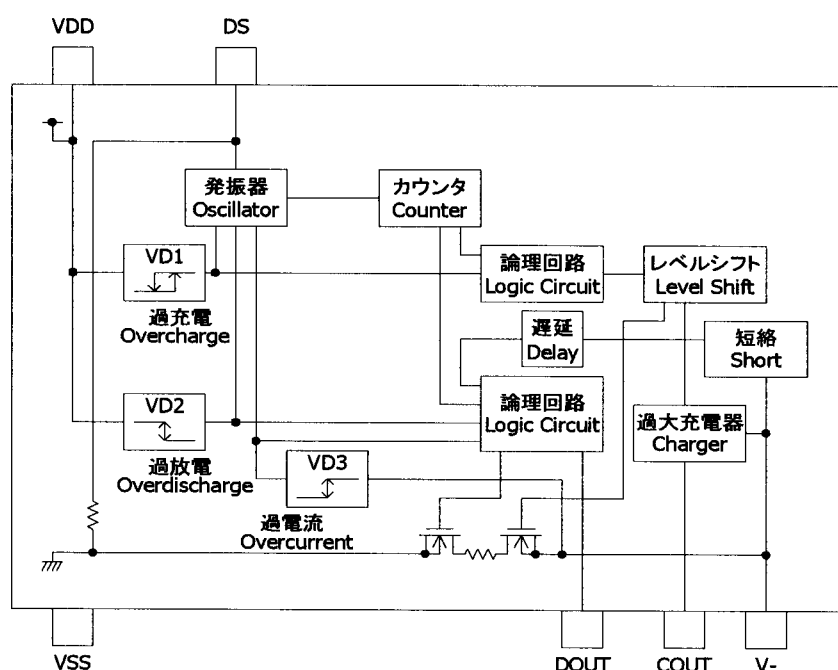 VDD
DS
発振器
Oscillator
カウンタ
Counter
VD1
過充電
Overcharge
論理回路
Logic Circuit
レベルシフト
Level Shift
遅延
Delay
短絡
Short
VD2
過放電
Overdischarge
論理回路
Logic Circuit
過大充電器
Charger
VD3
過電流
Overcurrent
VSS
DOUT
COUT
V-